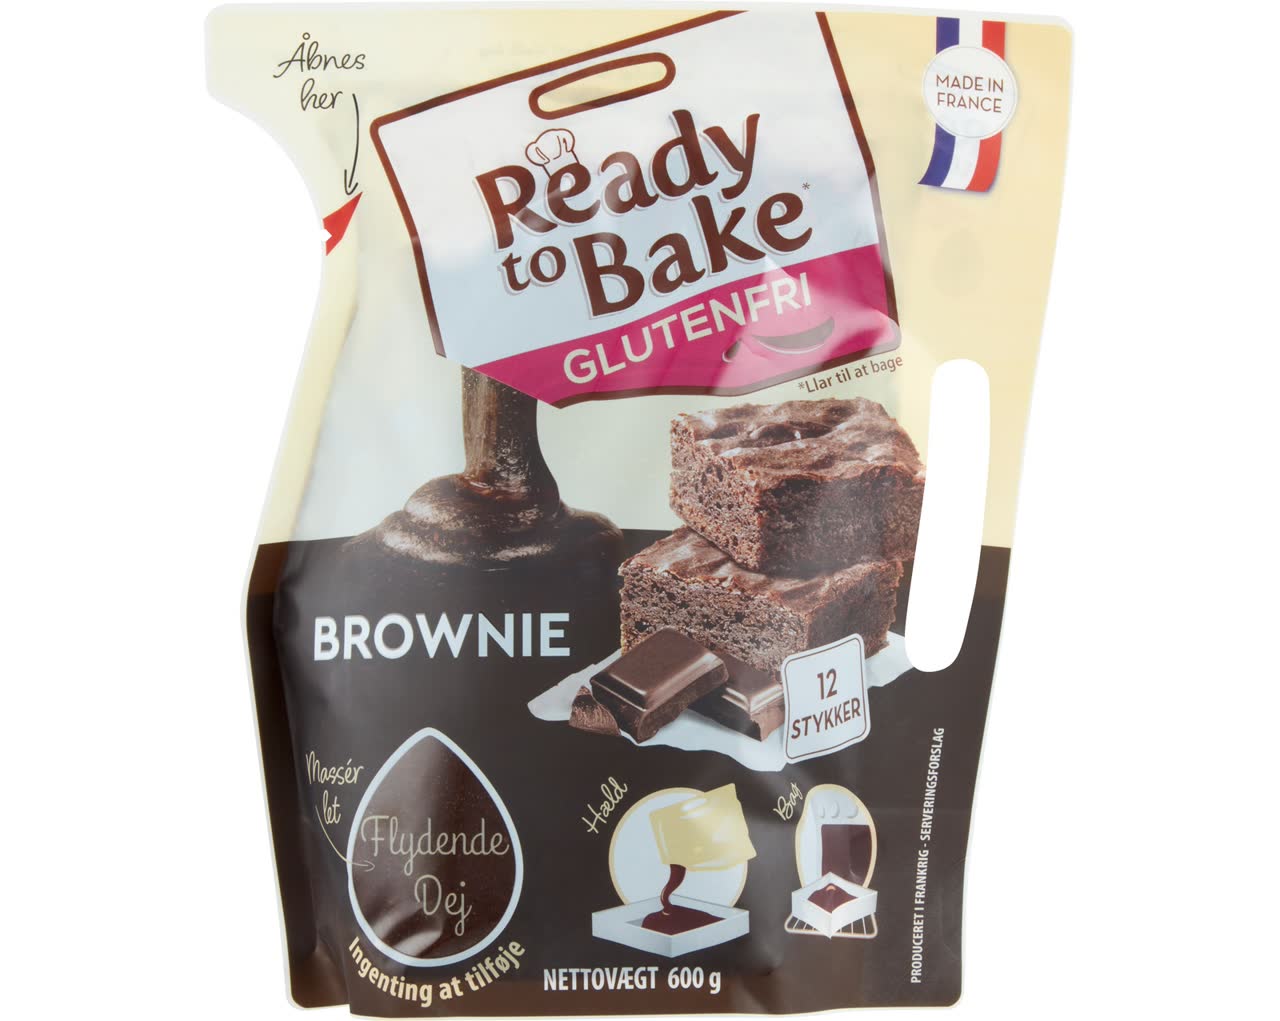 Åbnes
her
MADE IN
FRANCE
Ready
to Bake*
GLUTENFRI
*Llar til at bage
BROWNIE
12
STYKKER
Massér
let
Flydende
Dej
Ingenting at tilføje
Hæld
Bag
NETTOVÆGT 600 g
PRODUCERET I FRANKRIG - SERVERINGSFORSLAG